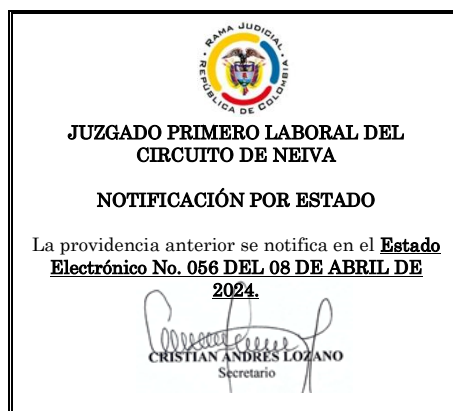 RAMA JUDICIAL
REPÚBLICA DE COLOMBIA
JUZGADO PRIMERO LABORAL DEL
CIRCUITO DE NEIVA
NOTIFICACIÓN POR ESTADO
La providencia anterior se notifica en el Estado
Electrónico No. 056 DEL 08 DE ABRIL DE
2024.
CRISTIAN ANDRES LOZANO
Secretario